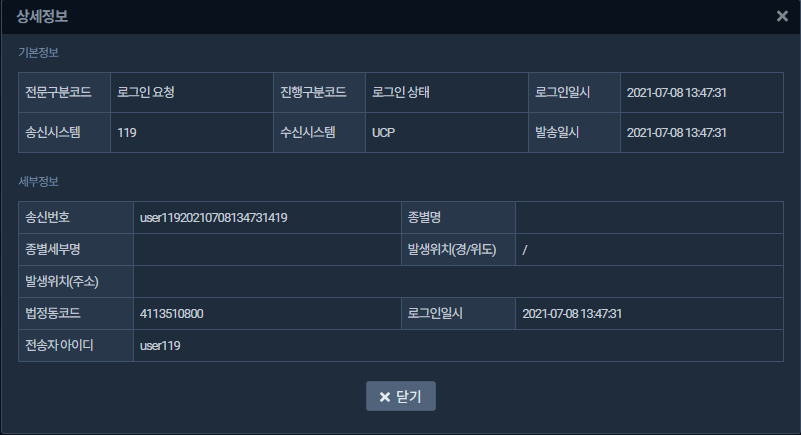 상세정보
기본정보
전문구분코드 로그인 요청 진행구분코드 로그인 상태 로그인일시 2021-07-08 13:47:31
송신시스템 119 수신시스템 UCP 발송일시 2021-07-08 13:47:31
세부정보
송신번호 user11920210708134731419 종별명
종별세부명 발생위치(경/위도) /
발생위치(주소)
법정동코드 4113510800 로그인일시 2021-07-08 13:47:31
전송자 아이디 user119
닫기